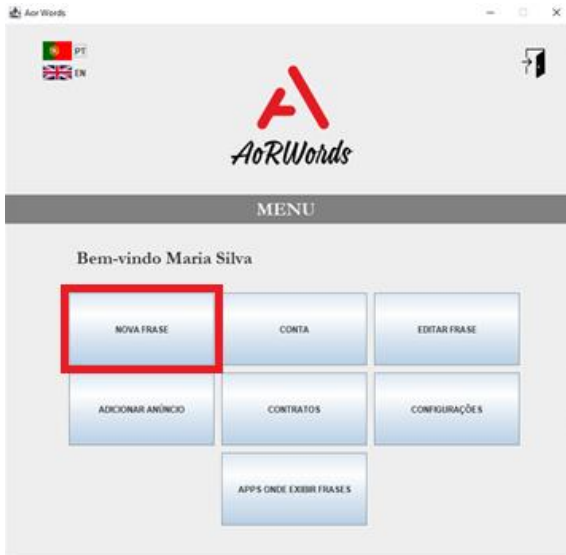 Aor Words
PT
EN
AoRWords
MENU
Bem-vindo Maria Silva
NOVA FRASE
CONTA
EDITAR FRASE
ADICIONAR ANÚNCIO
CONTRATOS
CONFIGURAÇÕES
APPS ONDE EXIBIR FRASES